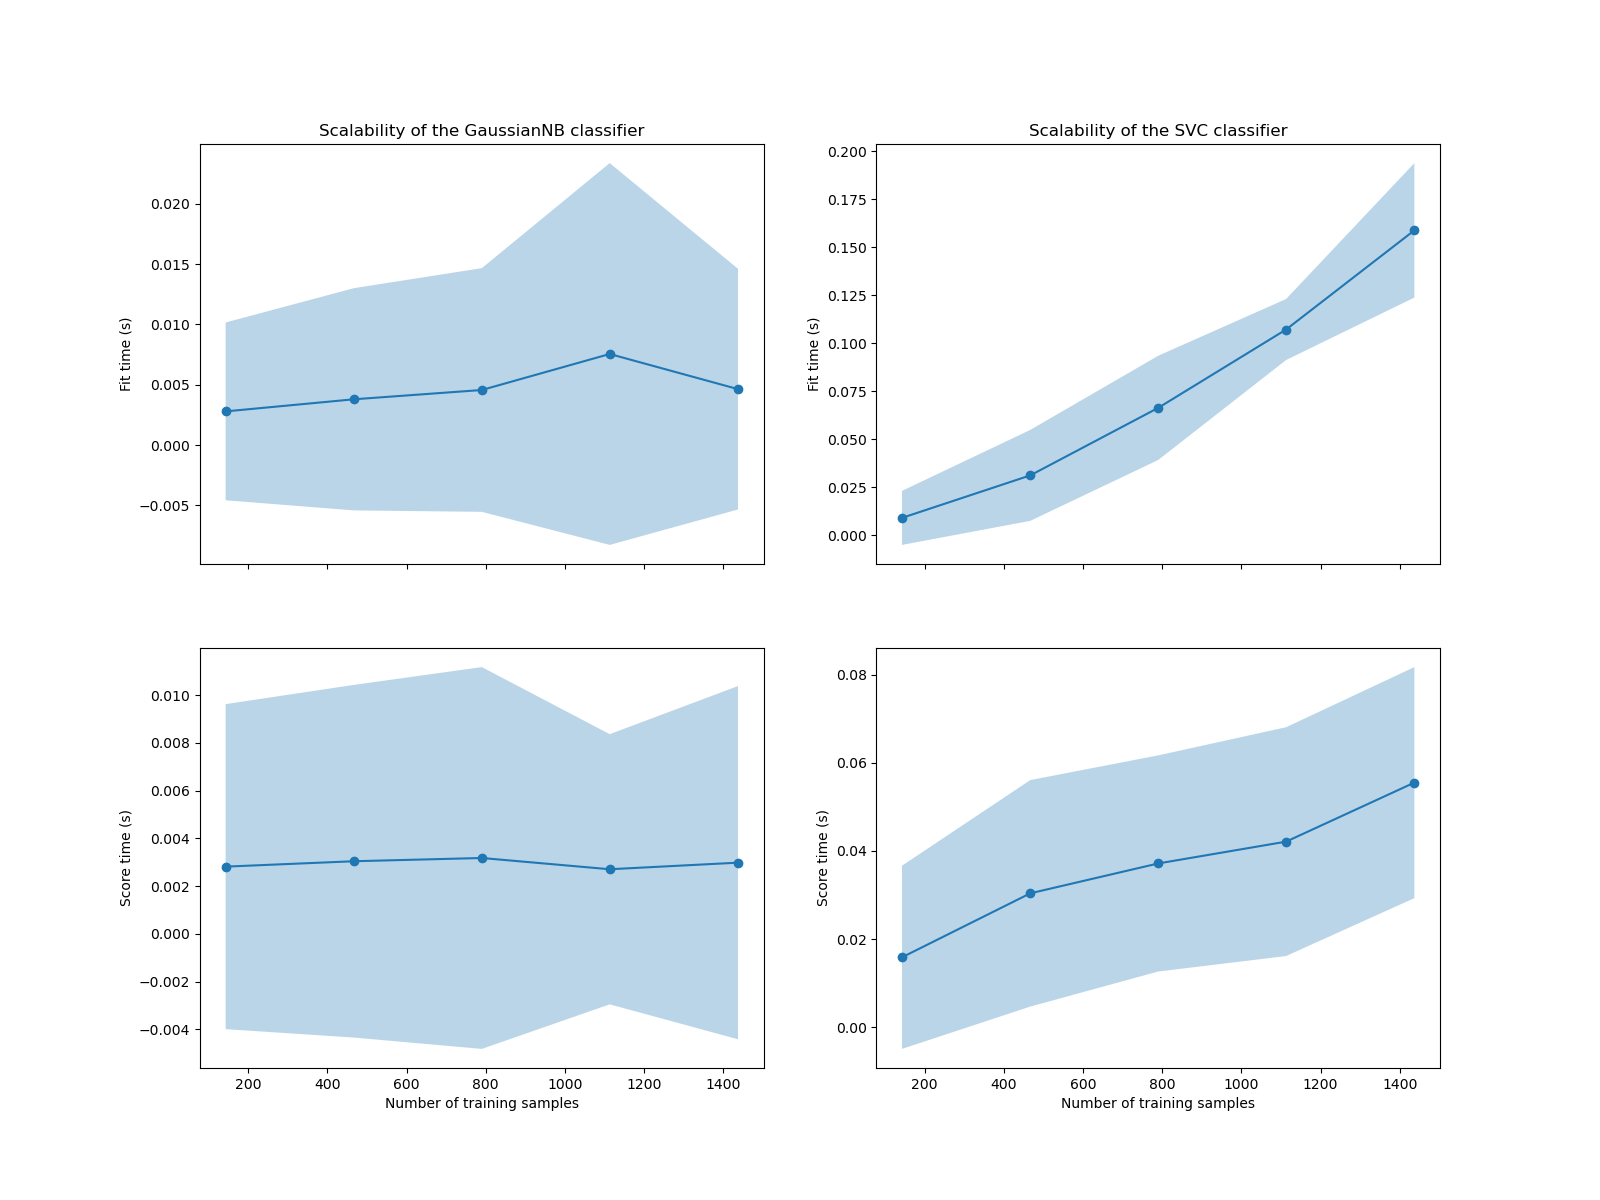 Scalability of the GaussianNB classifier
0.020
0.015
0.010
0.005
0.000
−0.005
Fit time (s)
Scalability of the SVC classifier
0.200
0.175
0.150
0.125
0.100
0.075
0.050
0.025
0.000
Fit time (s)
0.010
0.008
0.006
0.004
0.002
0.000
−0.002
−0.004
Score time (s)
200 400 600 800 1000 1200 1400
Number of training samples
0.08
0.06
0.04
0.02
0.00
Score time (s)
200 400 600 800 1000 1200 1400
Number of training samples